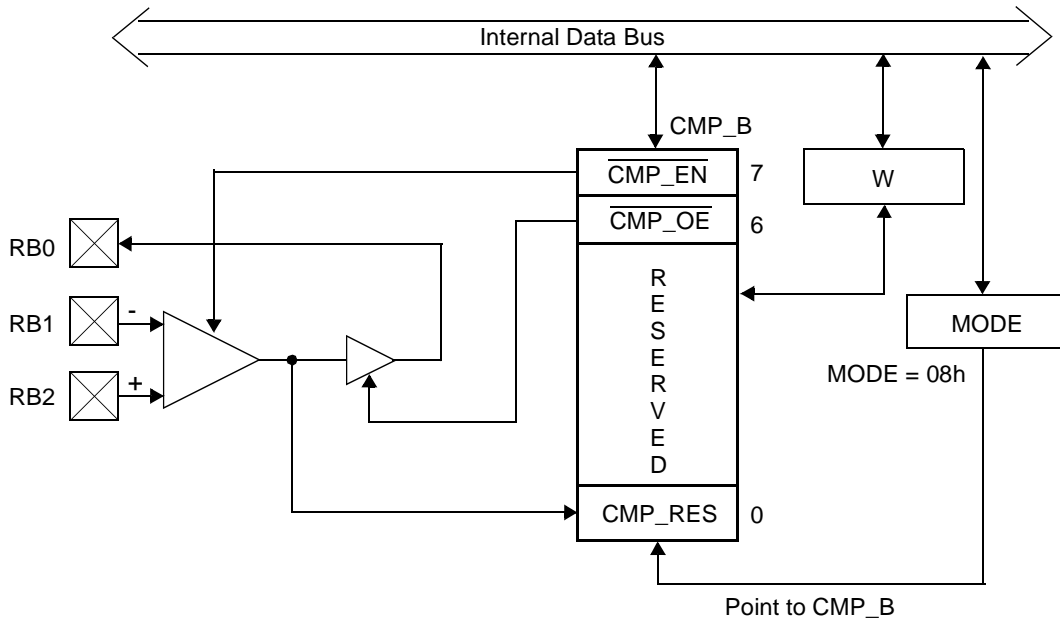 Internal Data Bus
CMP_B
CMP_EN 7
W
CMP_OE 6
RB0
RB1 -
RB2 +
RESERVED
MODE
MODE = 08h
CMP_RES 0
Point to CMP_B